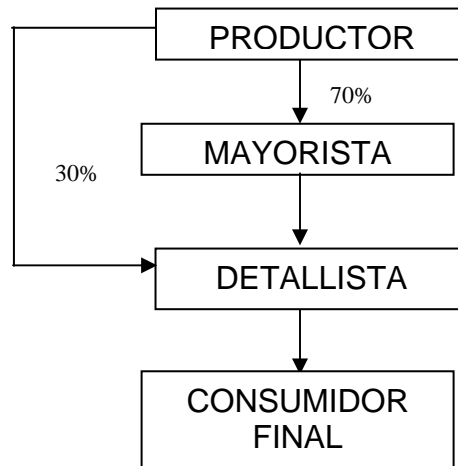 PRODUCTOR
70%
MAYORISTA
30%
DETALLISTA
CONSUMIDOR
FINAL